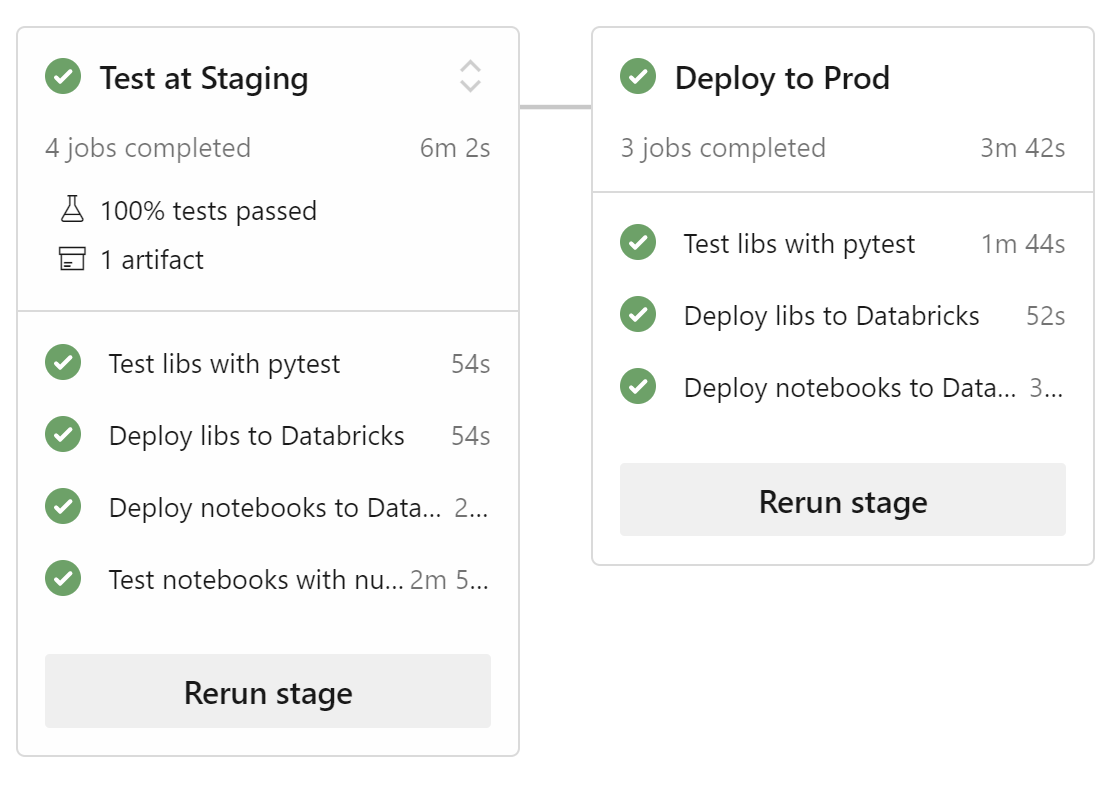 Test at Staging
4 jobs completed 6m 2s
100% tests passed
1 artifact
Test libs with pytest 54s
Deploy libs to Databricks 54s
Deploy notebooks to Data... 2...
Test notebooks with nu... 2m 5...
Rerun stage
Deploy to Prod
3 jobs completed 3m 42s
Test libs with pytest 1m 44s
Deploy libs to Databricks 52s
Deploy notebooks to Data... 3...
Rerun stage